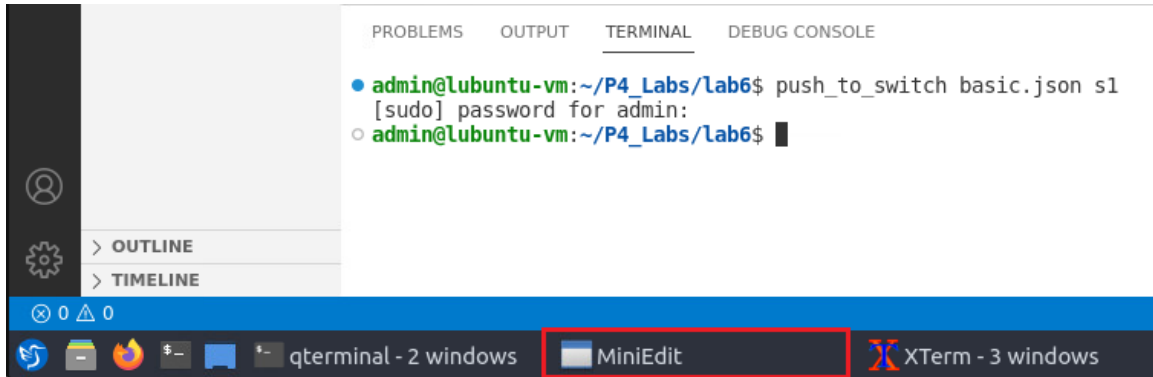 PROBLEMS OUTPUT TERMINAL DEBUG CONSOLE
admin@lubuntu-vm:~/P4_Labs/lab6$ push_to_switch basic.json s1
[sudo] password for admin:
admin@lubuntu-vm:~/P4_Labs/lab6$
> OUTLINE
> TIMELINE
0 0
qterminal - 2 windows MiniEdit XTerm - 3 windows